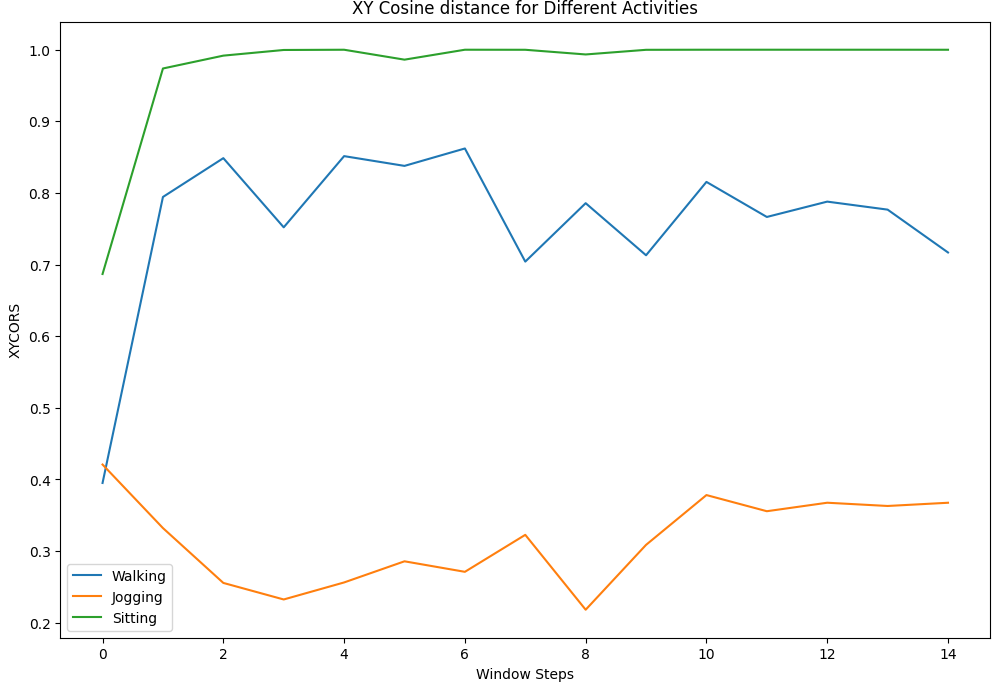 XY Cosine distance for Different Activities
1.0
0.9
0.8
0.7
0.6
0.5
0.4
0.3
0.2
XYCORS
Walking
Jogging
Sitting
0 2 4 6 8 10 12 14
Window Steps